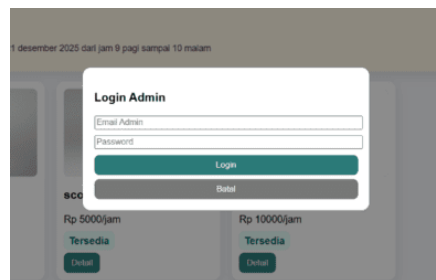 1 desember 2025 dari jam 9 pagi sampai 10 malam
Login Admin
Email Admin
Password
Login
Batal
sco
Rp 5000/jam
Rp 10000/jam
Tersedia
Tersedia
Detail
Detail